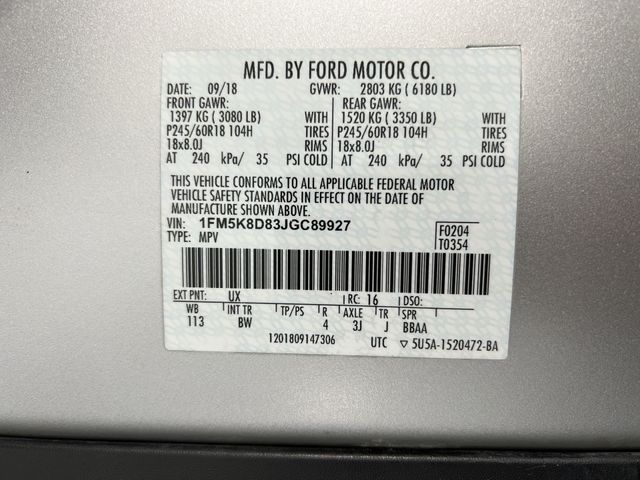 MFD. BY FORD MOTOR CO.
DATE: 09/18 GVWR: 2803 KG ( 6180 LB)
FRONT GAWR: REAR GAWR:
1397 KG ( 3080 LB) WITH 1520 KG ( 3350 LB) WITH
P245/60R18 104H TIRES P245/60R18 104H TIRES
18x8.0J RIMS 18x8.0J RIMS
AT 240 kPa/ 35 PSI COLD AT 240 kPa/ 35 PSI COLD
THIS VEHICLE CONFORMS TO ALL APPLICABLE FEDERAL MOTOR
VEHICLE SAFETY STANDARDS IN EFFECT ON THE DATE OF
MANUFACTURE SHOWN ABOVE.
VIN: 1FM5K8D83JGC89927 F0204
TYPE: MPV T0354
EXT PNT: UX RC: 16 DSO:
WB INT TR TP/PS R AXLE TR SPR
113 BW 4 3J J BBAA
1201809147306 UTC ▽ 5U5A-1520472-BA